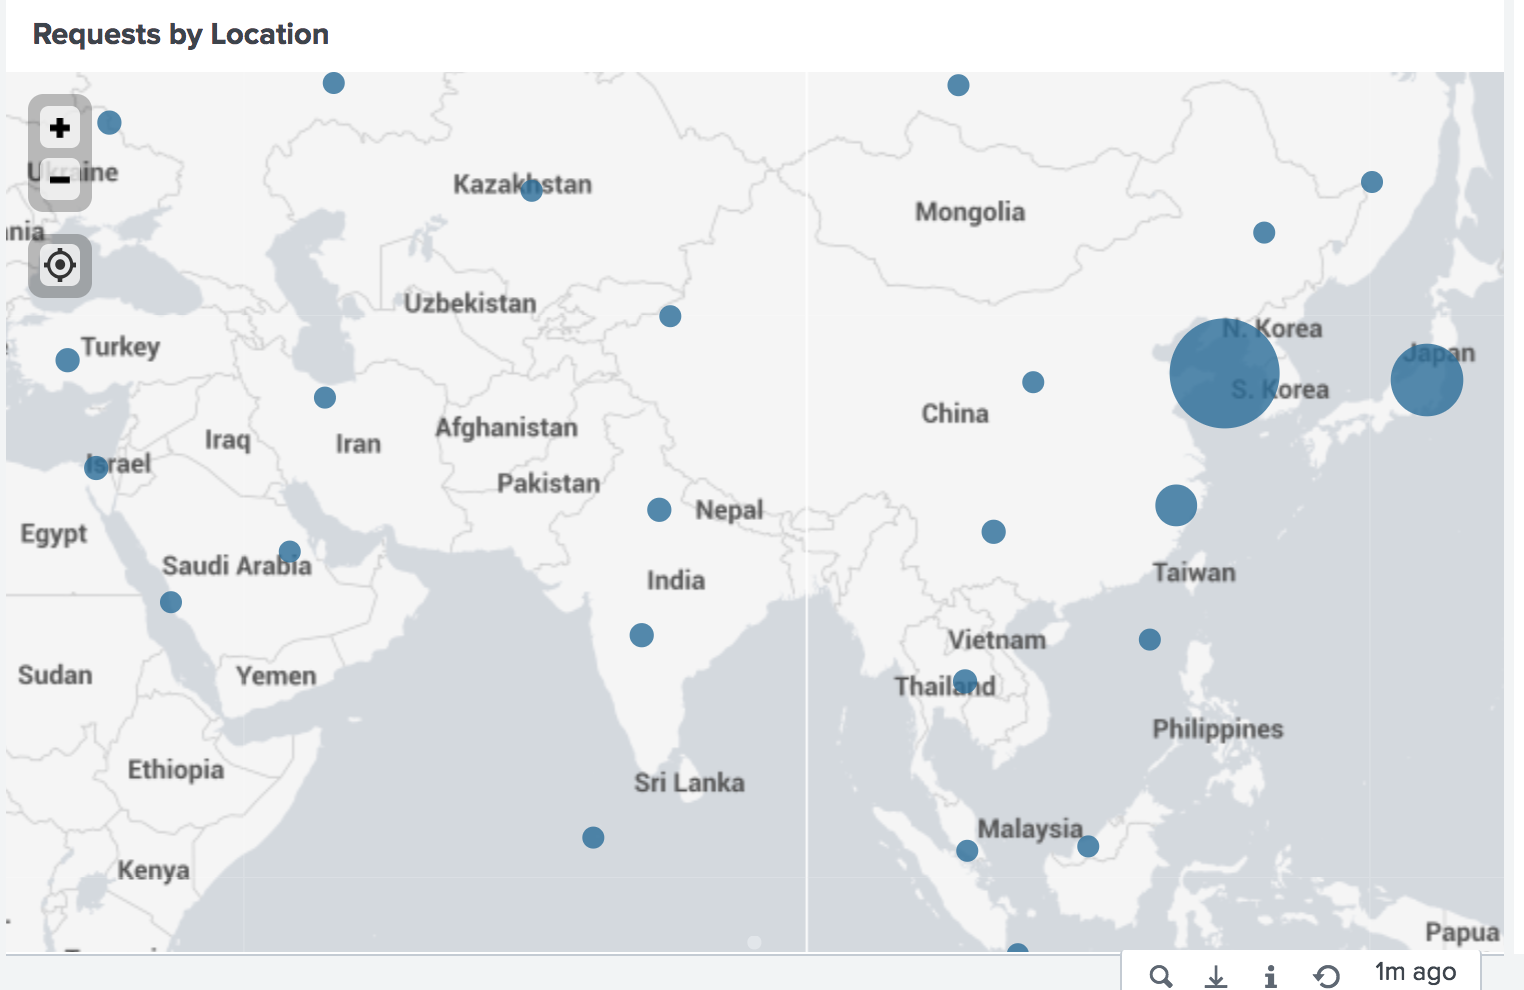 Requests by Location
Ukraine
Kazakhstan
Mongolia
Uzbekistan
N. Korea
Turkey
Japan
S. Korea
China
Afghanistan
Iraq
Iran
Israel
Pakistan
Nepal
Egypt
Saudi Arabia
Taiwan
India
Vietnam
Sudan
Yemen
Thailand
Philippines
Ethiopia
Sri Lanka
Malaysia
Kenya
Papua
1m ago